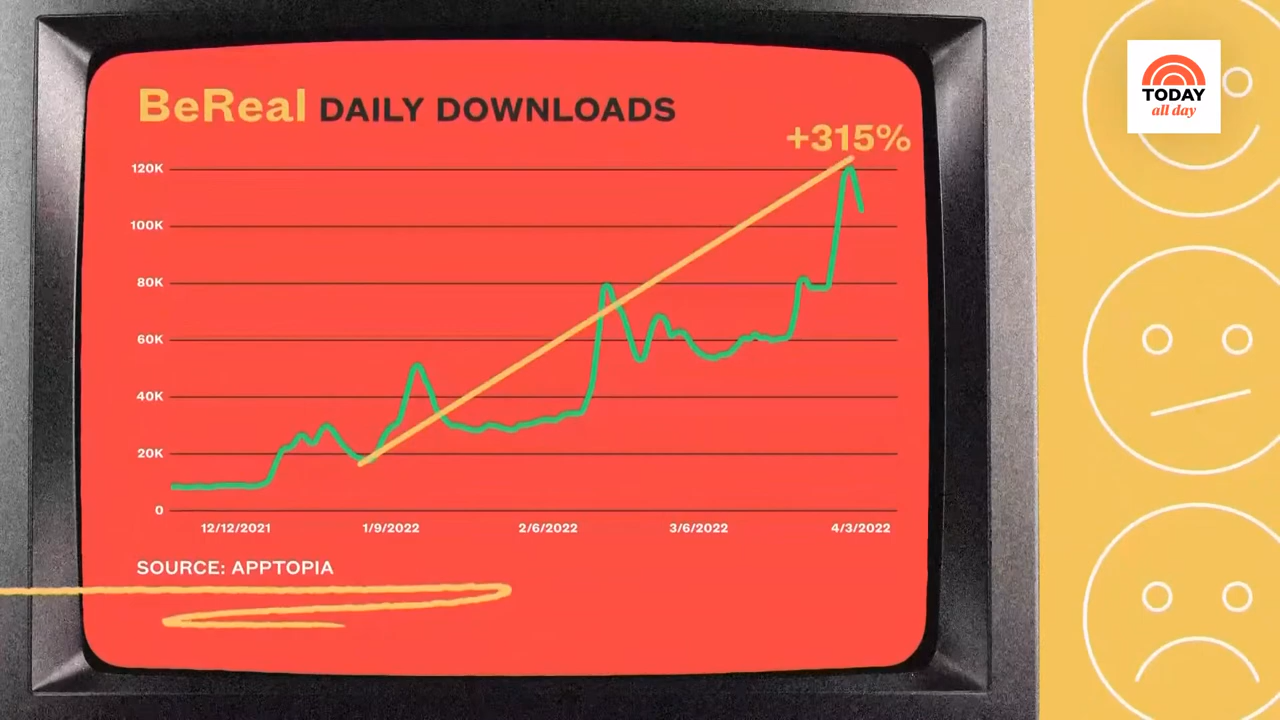 BeReal DAILY DOWNLOADS
+315%
120K
100K
80K
60K
40K
20K
0
12/12/2021
1/9/2022
2/6/2022
3/6/2022
4/3/2022
SOURCE: APPTOPIA
TODAY
all day